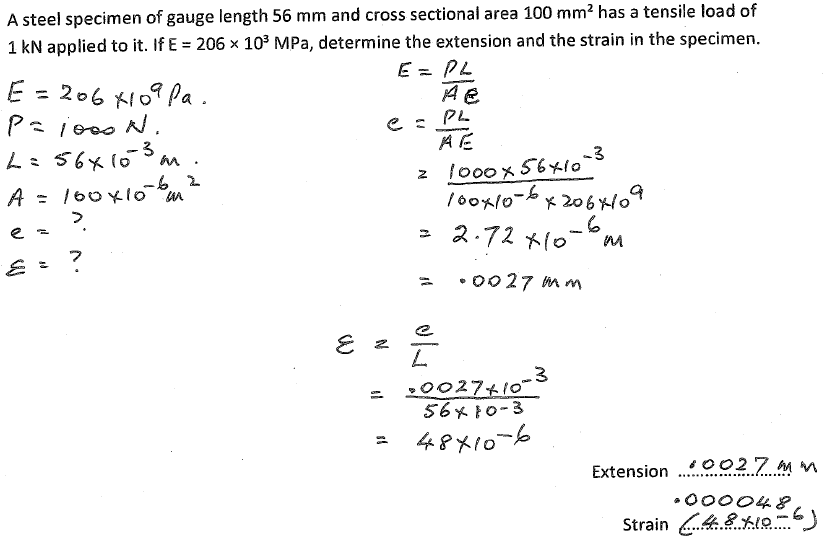 A steel specimen of gauge length 56 mm and cross sectional area 100 mm² has a tensile load of
1 kN applied to it. If E = 206 × 10³ MPa, determine the extension and the strain in the specimen.
E = 206 ×10⁹ Pa.
P = 1000 N.
L = 56×10⁻³ m.
A = 100×10⁻⁶ m²
e = ?
ε = ?
E = PL / Ae
e = PL / AE
= 1000 × 56×10⁻³ / 100×10⁻⁶ × 206×10⁹
= 2.72 ×10⁻⁶ m
= .0027 mm
ε = e / L
= .0027×10⁻³ / 56×10-3
= 48×10⁻⁶
Extension .0027 mm
.000048
Strain (48×10⁻⁶)